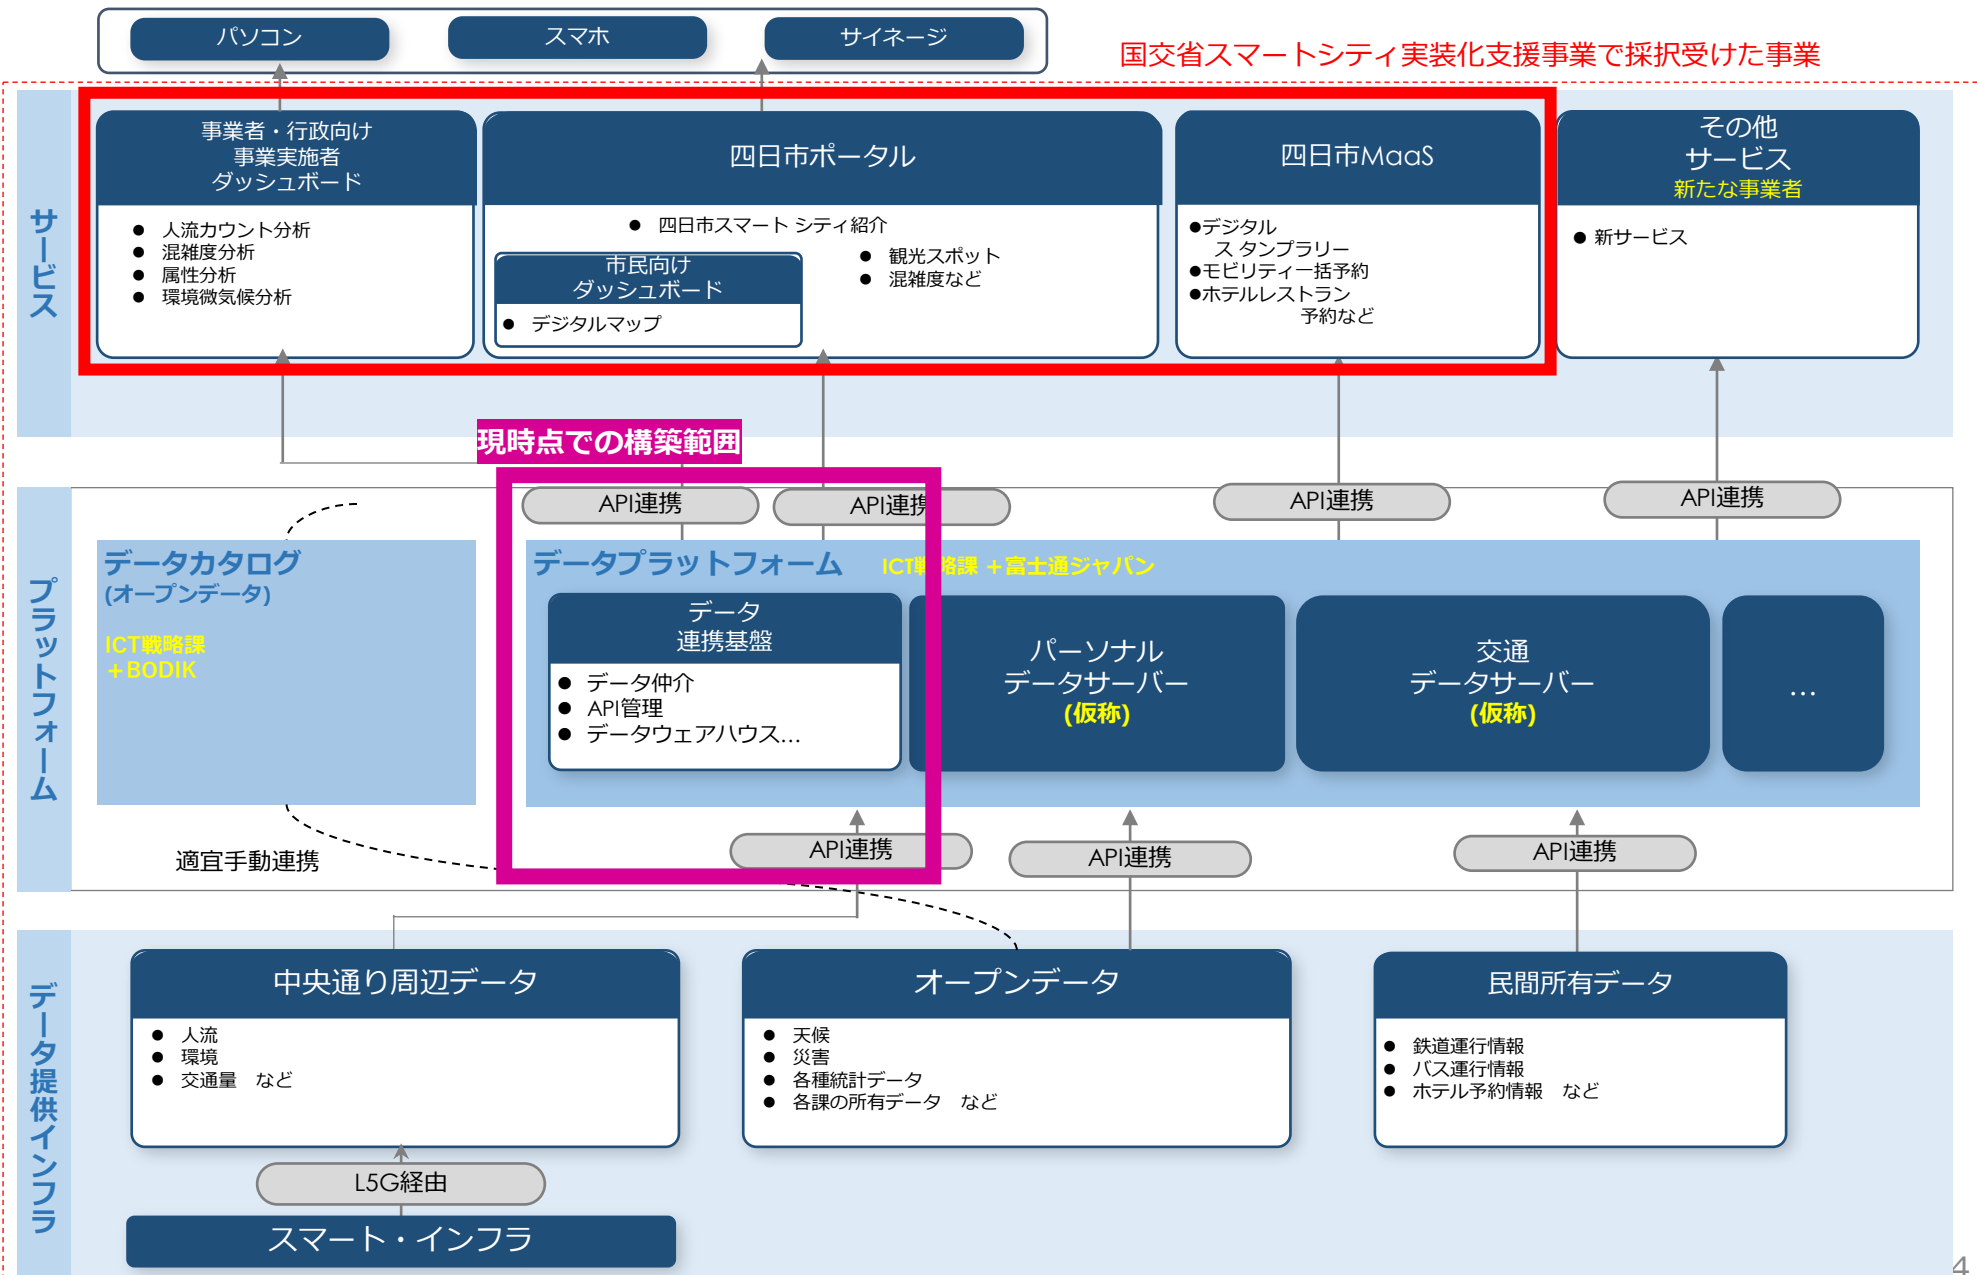 パソコン
スマホ
サイネージ
国交省スマートシティ実装化支援事業で採択受けた事業
サービス
事業者・行政向け
事業実施者
ダッシュボード
● 人流カウント分析
● 混雑度分析
● 属性分析
● 環境微気候分析
四日市ポータル
● 四日市スマート シティ紹介
● 観光スポット
● 混雑度など
市民向け
ダッシュボード
● デジタルマップ
四日市MaaS
●デジタル
ス タンプラリー
●モビリティ一括予約
●ホテルレストラン
予約など
その他
サービス
新たな事業者
● 新サービス
現時点での構築範囲
API連携
API連携
API連携
API連携
プラットフォーム
データカタログ
(オープンデータ)
ICT戦略課
＋BODIK
データプラットフォーム
ICT戦略課 ＋富士通ジャパン
データ
連携基盤
● データ仲介
● API管理
● データウェアハウス…
パーソナル
データサーバー
(仮称)
交通
データサーバー
(仮称)
…
適宜手動連携
API連携
API連携
API連携
データ提供インフラ
中央通り周辺データ
● 人流
● 環境
● 交通量　など
オープンデータ
● 天候
● 災害
● 各種統計データ
● 各課の所有データ　など
民間所有データ
● 鉄道運行情報
● バス運行情報
● ホテル予約情報　など
L5G経由
スマート・インフラ
4